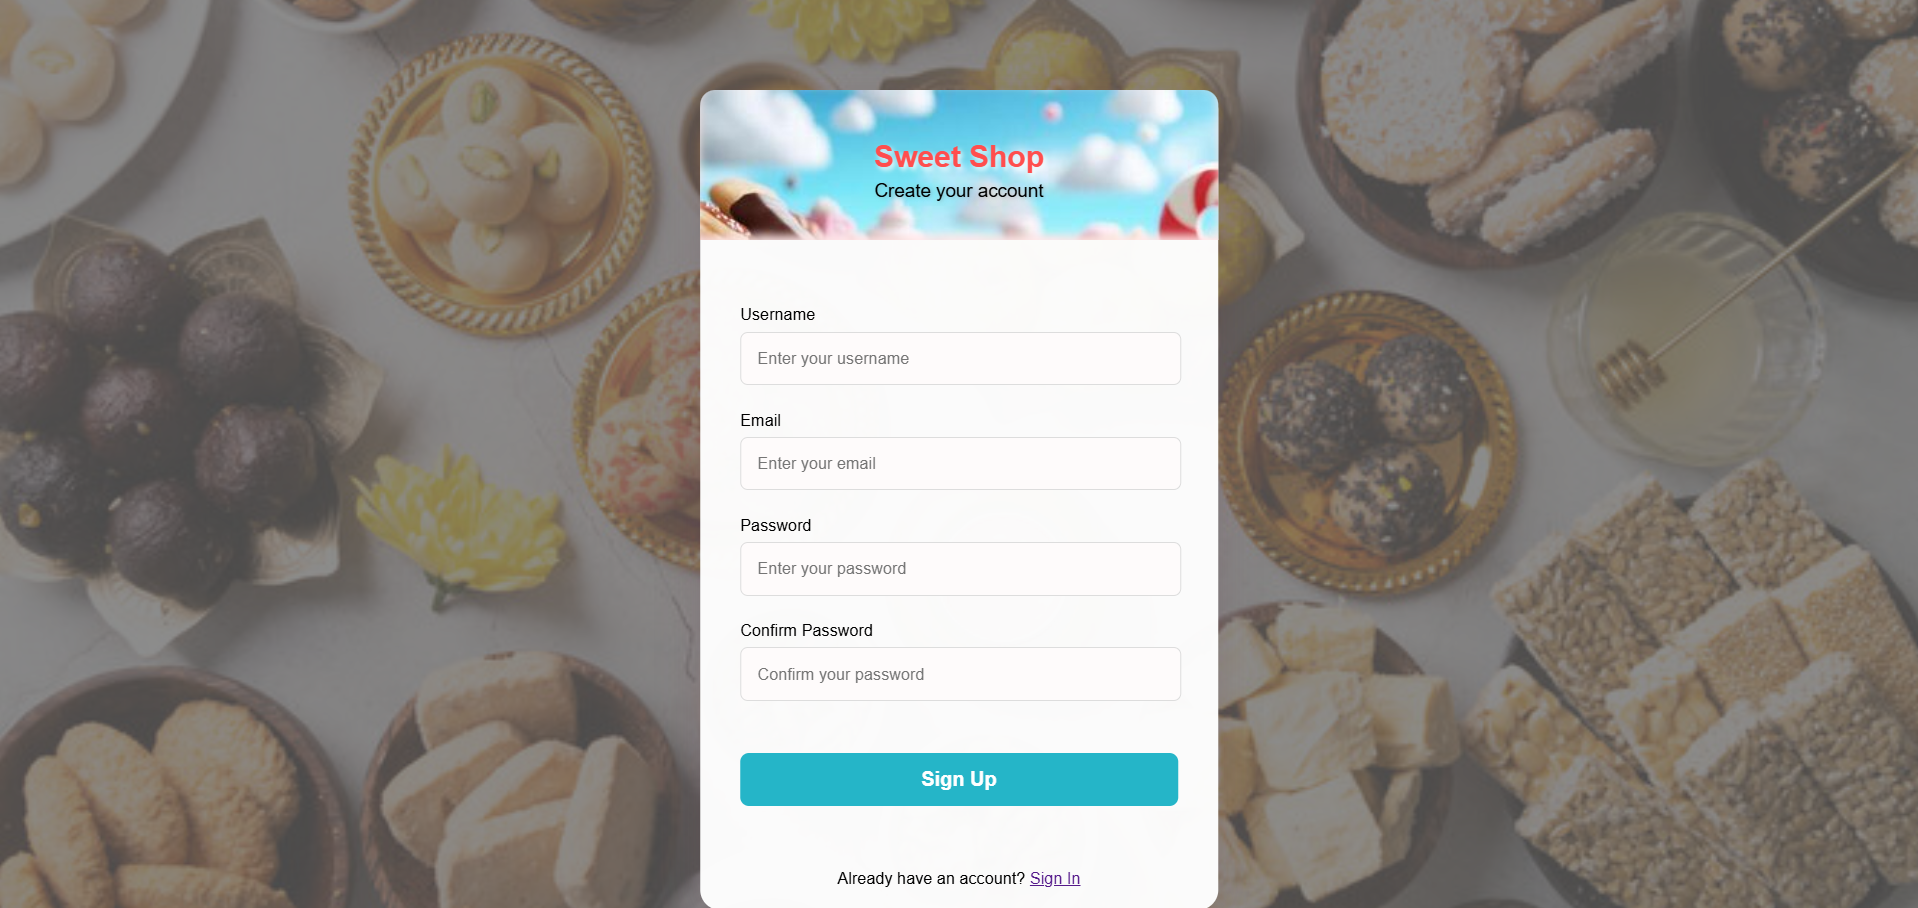 Sweet Shop
Create your account
Username
Enter your username
Email
Enter your email
Password
Enter your password
Confirm Password
Confirm your password
Sign Up
Already have an account? Sign In